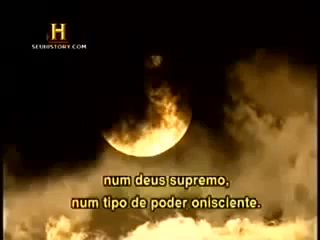 H
SEUHISTORY.COM
num deus supremo,
num tipo de poder onisciente.